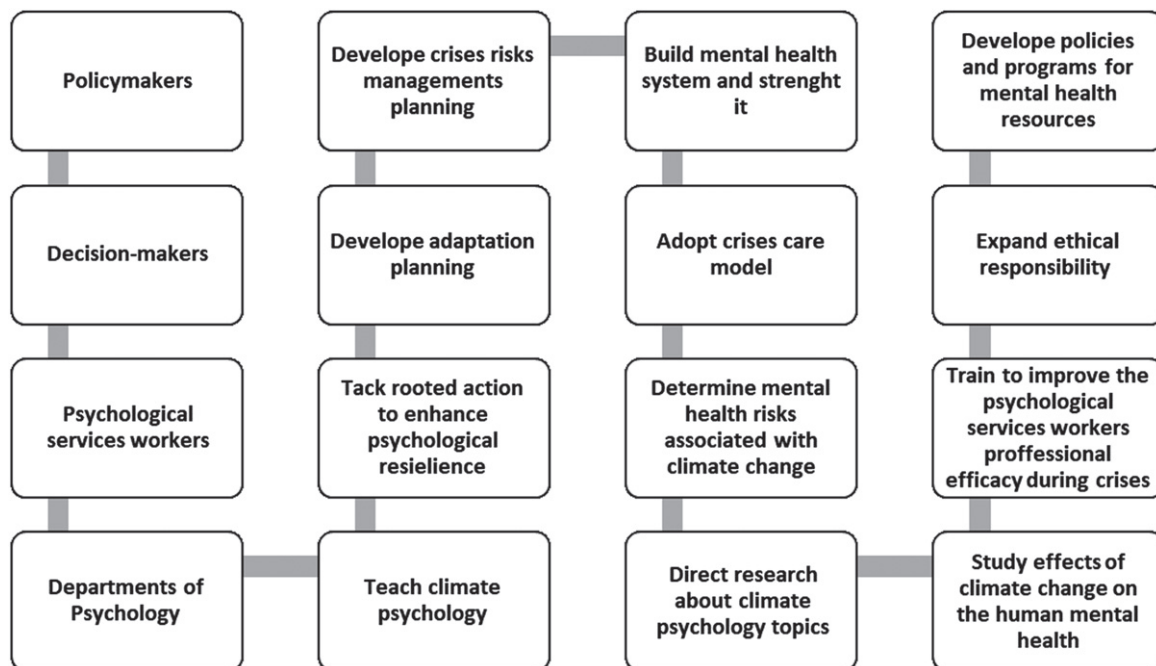 Policymakers
Decision-makers
Psychological
services workers
Departments of
Psychology
Teach climate
psychology
Tack rooted action
to enhance
psychological
resielience
Develope adaptation
planning
Develope crises risks
managements
planning
Build mental health
system and strenght
it
Adopt crises care
model
Determine mental
health risks
associated with
climate change
Direct research
about climate
psychology topics
Study effects of
climate change on
the human mental
health
Train to improve the
psychological
services workers
proffessional
efficacy during crises
Expand ethical
responsibility
Develope policies
and programs for
mental health
resources